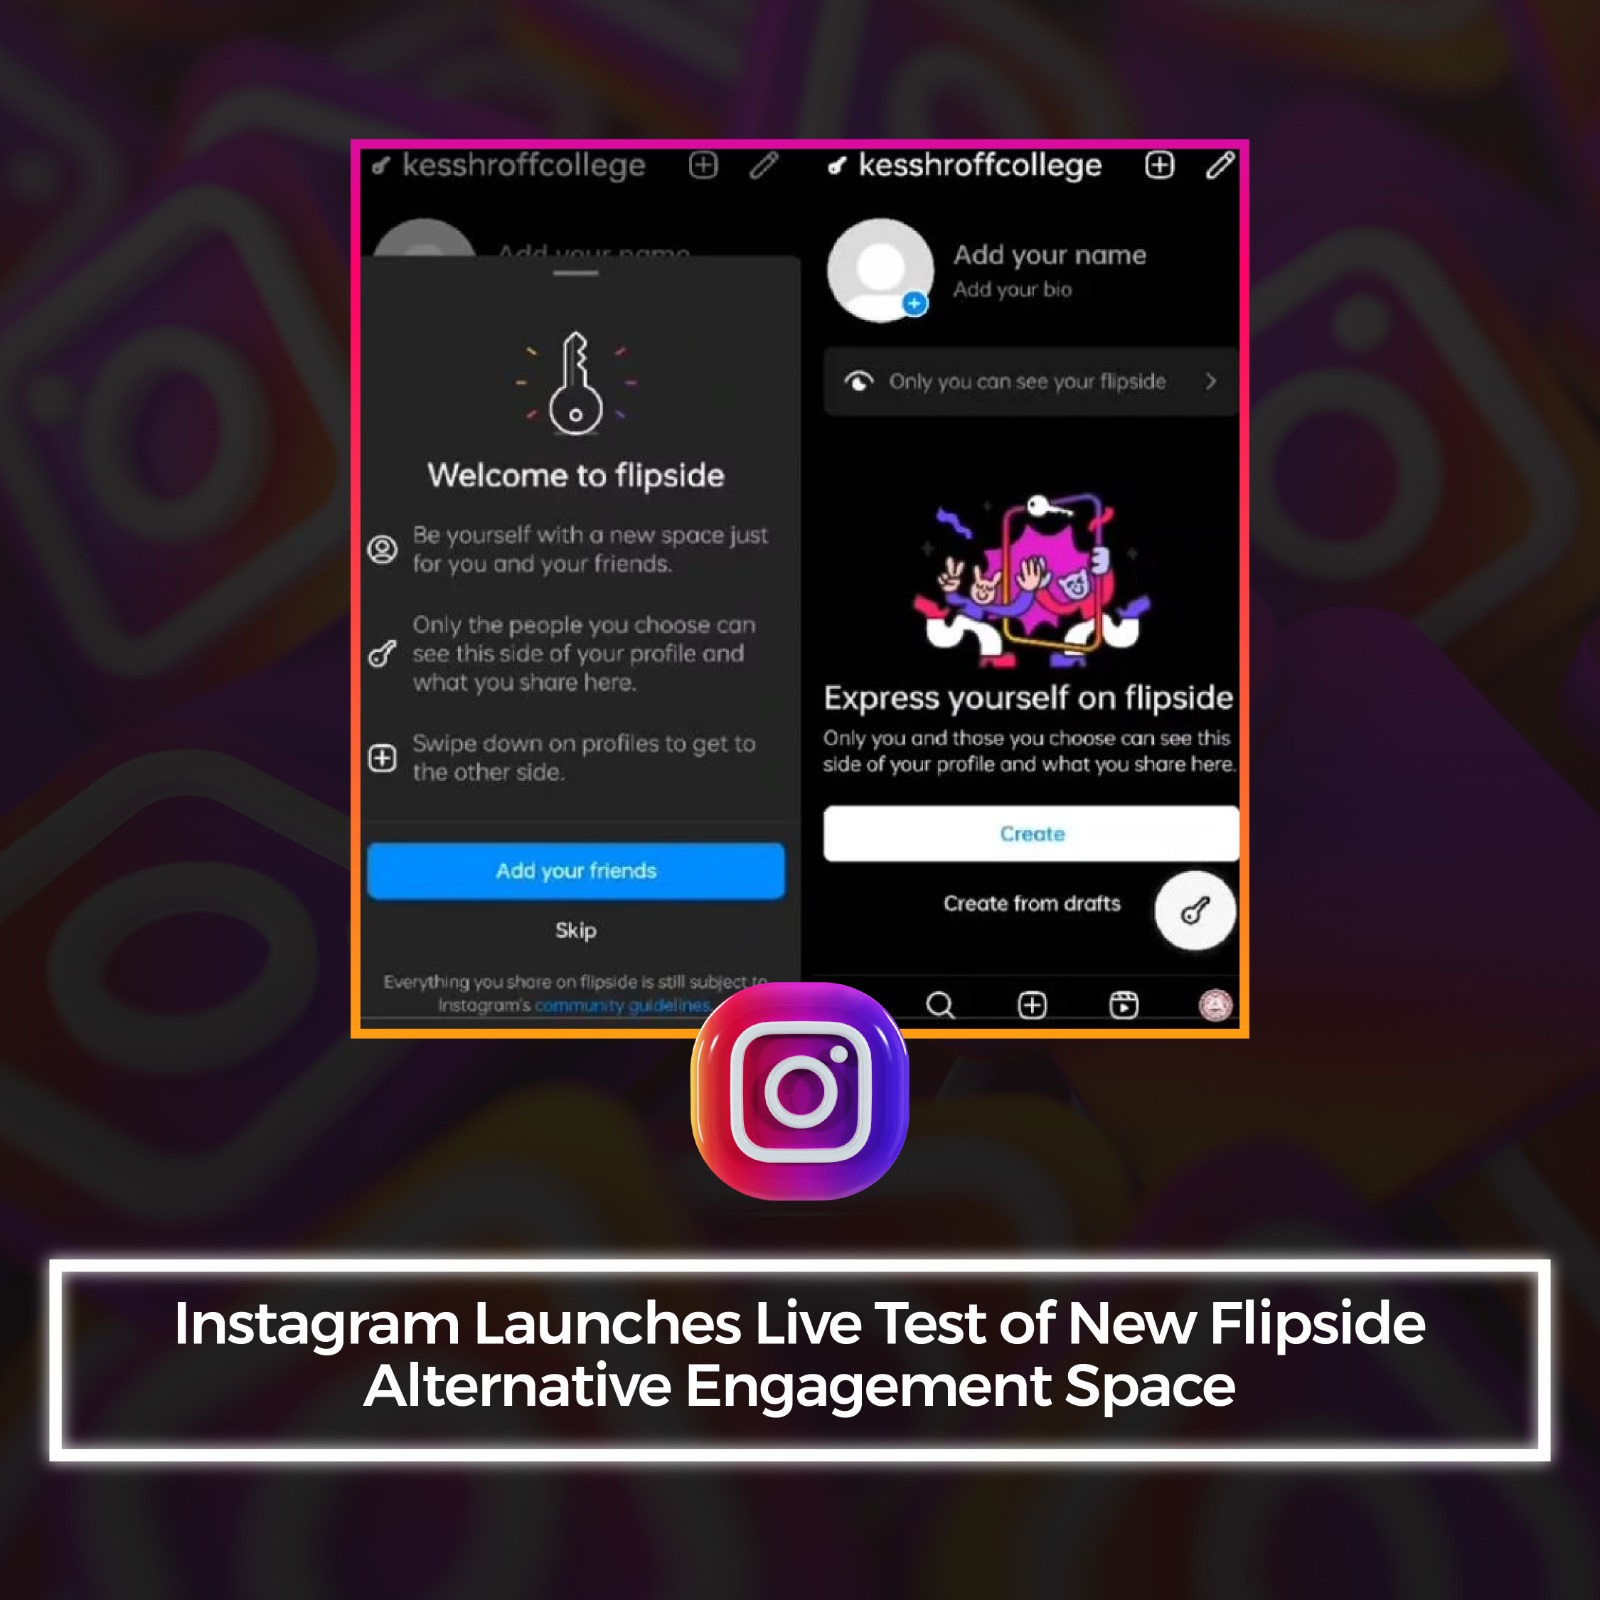 kesshroffcollege
Add your name
Welcome to flipside
Be yourself with a new space just
for you and your friends.
Only the people you choose can
see this side of your profile and
what you share here.
Swipe down on profiles to get to
the other side.
Add your friends
Skip
Everything you share on flipside is still subject to
Instagram's community guidelines.
kesshroffcollege
Add your name
Add your bio
Only you can see your flipside
Express yourself on flipside
Only you and those you choose can see this
side of your profile and what you share here.
Create
Create from drafts
Instagram Launches Live Test of New Flipside
Alternative Engagement Space